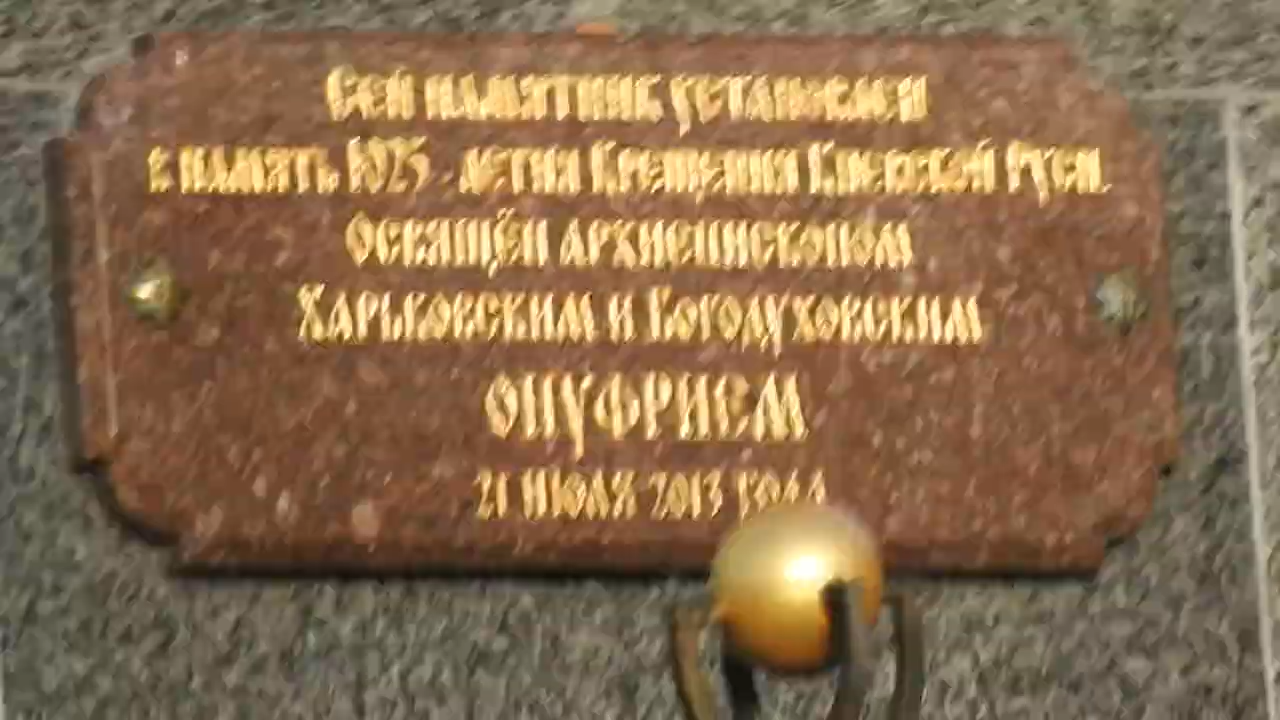 Сей памятник установлен
в память 1025-летия Крещения Киевской Руси.
Освящён архиепископом
Харьковским и Богодуховским
ОНУФРИЕМ
21 июля 2013 года